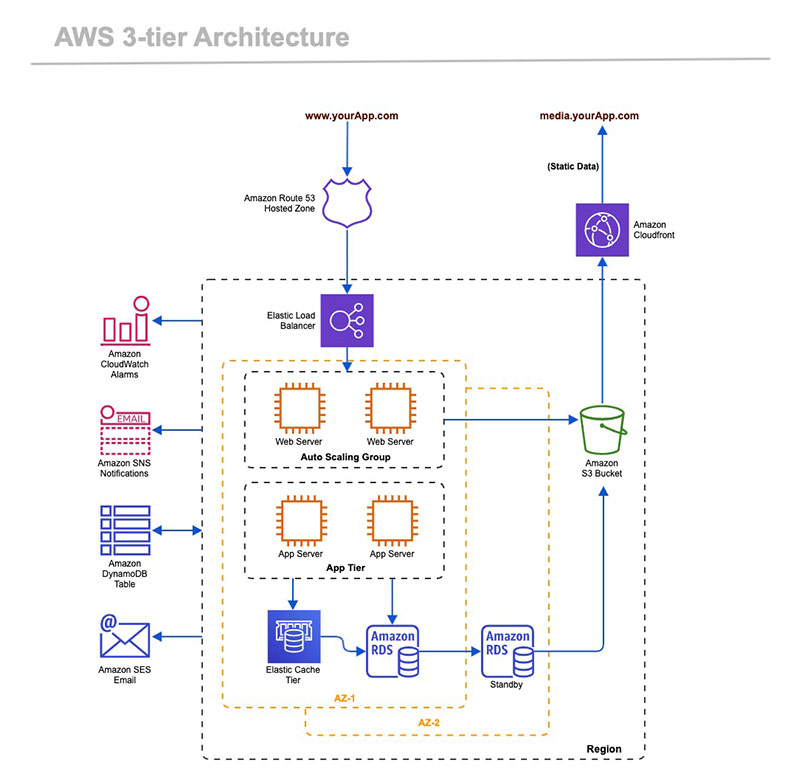 AWS 3-tier Architecture
www.yourApp.com
media.yourApp.com
(Static Data)
Amazon Route 53
Hosted Zone
Amazon
Cloudfront
Elastic Load
Balancer
Amazon
CloudWatch
Alarms
Web Server
Web Server
Auto Scaling Group
EMAIL
Amazon SNS
Notifications
Amazon
S3 Bucket
App Server
App Server
App Tier
Amazon
DynamoDB
Table
@
Amazon SES
Email
Elastic Cache
Tier
Amazon
RDS
Amazon
RDS
Standby
AZ-1
AZ-2
Region